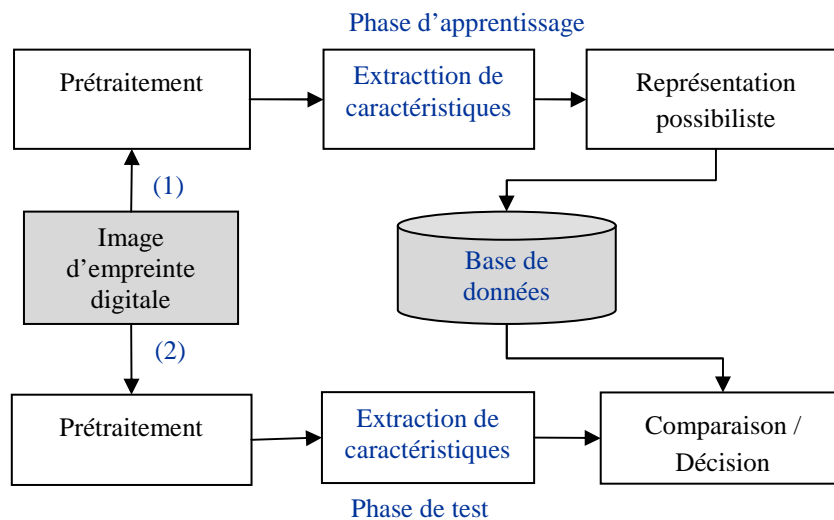 Phase d’apprentissage
Prétraitement
Extracttion de
caractéristiques
Représentation
possibiliste
(1)
Image
d’empreinte
digitale
Base de
données
(2)
Prétraitement
Extraction de
caractéristiques
Comparaison /
Décision
Phase de test